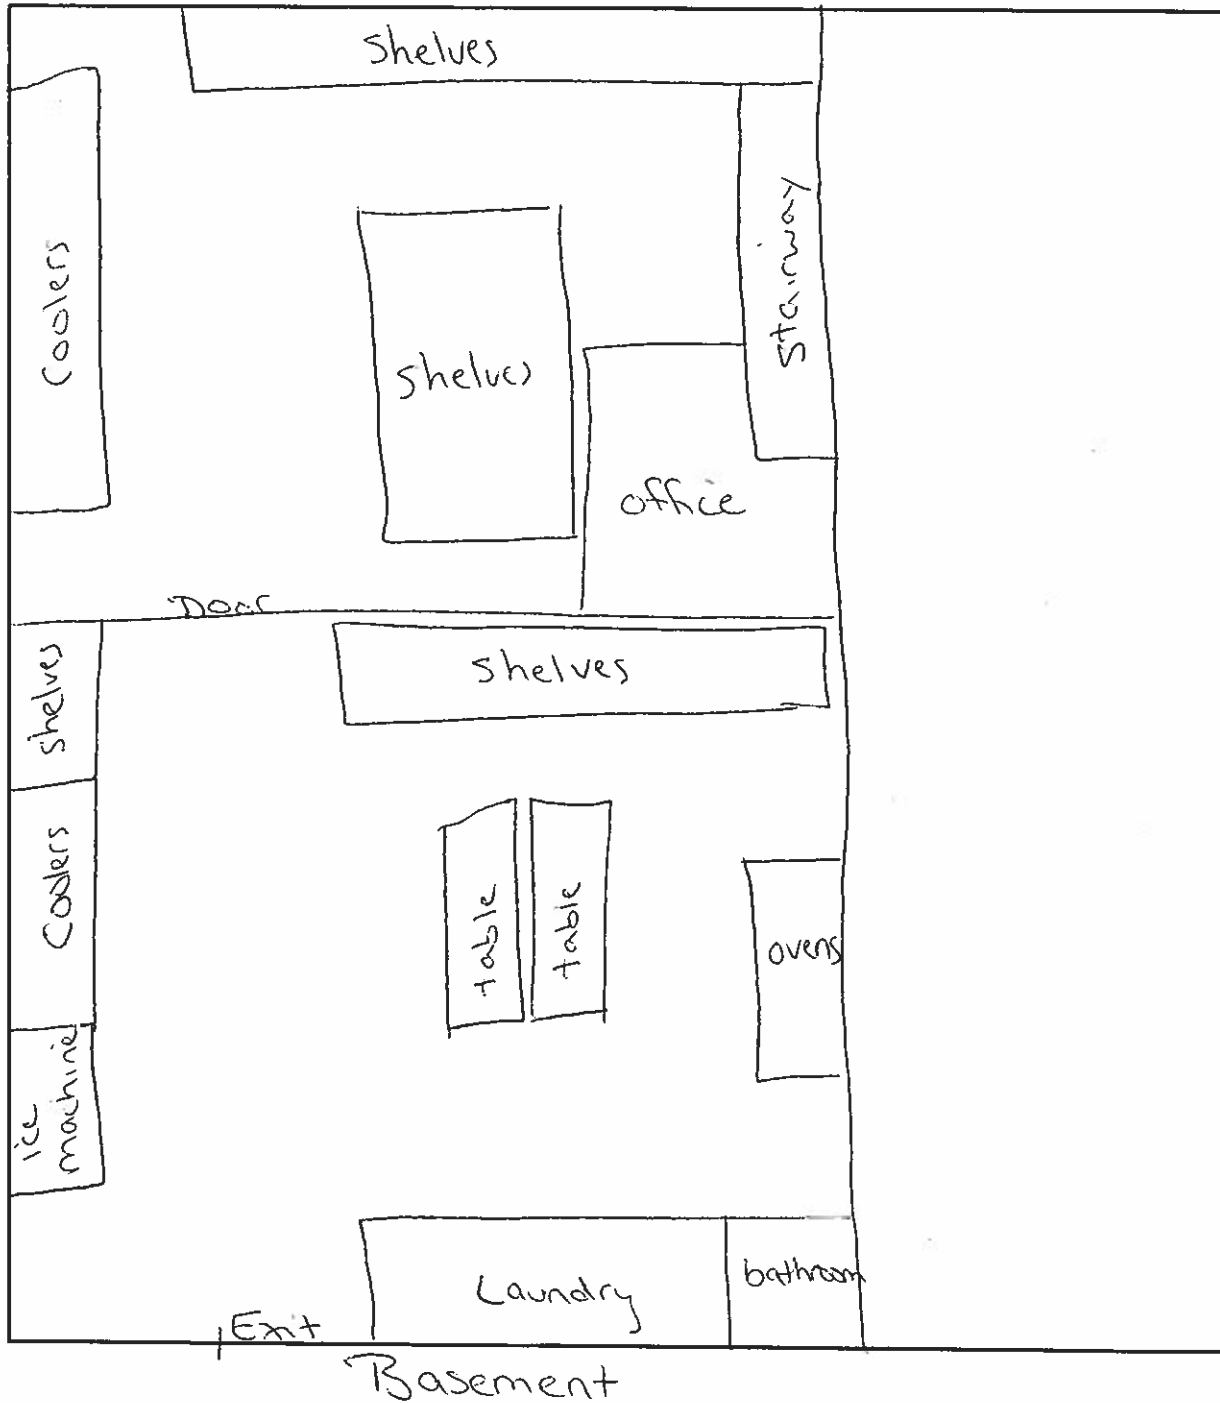 Shelves
Coolers
Stairway
Shelves
office
Door
Shelves
Shelves
Coolers
table
table
ovens
ice
machine
Laundry
bathroom
Exit
Basement